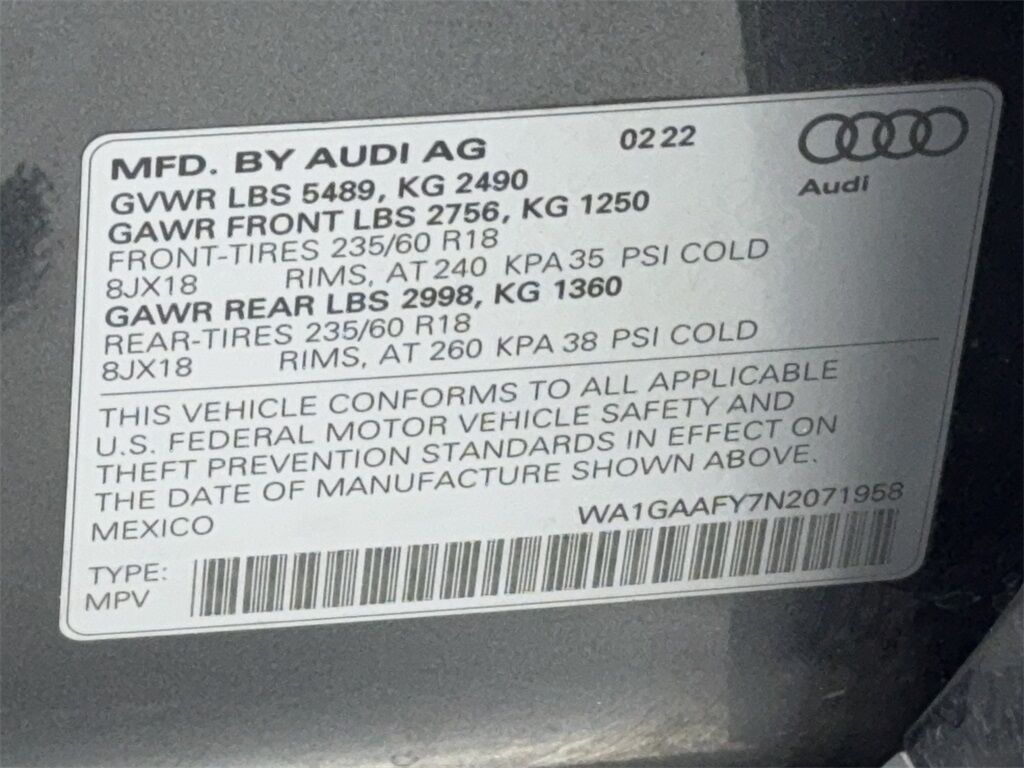 MFD. BY AUDI AG 02 22
Audi
GVWR LBS 5489, KG 2490
GAWR FRONT LBS 2756, KG 1250
FRONT-TIRES 235/60 R18
8JX18 RIMS, AT 240 KPA 35 PSI COLD
GAWR REAR LBS 2998, KG 1360
REAR-TIRES 235/60 R18
8JX18 RIMS, AT 260 KPA 38 PSI COLD
THIS VEHICLE CONFORMS TO ALL APPLICABLE
U.S. FEDERAL MOTOR VEHICLE SAFETY AND
THEFT PREVENTION STANDARDS IN EFFECT ON
THE DATE OF MANUFACTURE SHOWN ABOVE.
MEXICO WA1GAAFY7N2071958
TYPE:
MPV